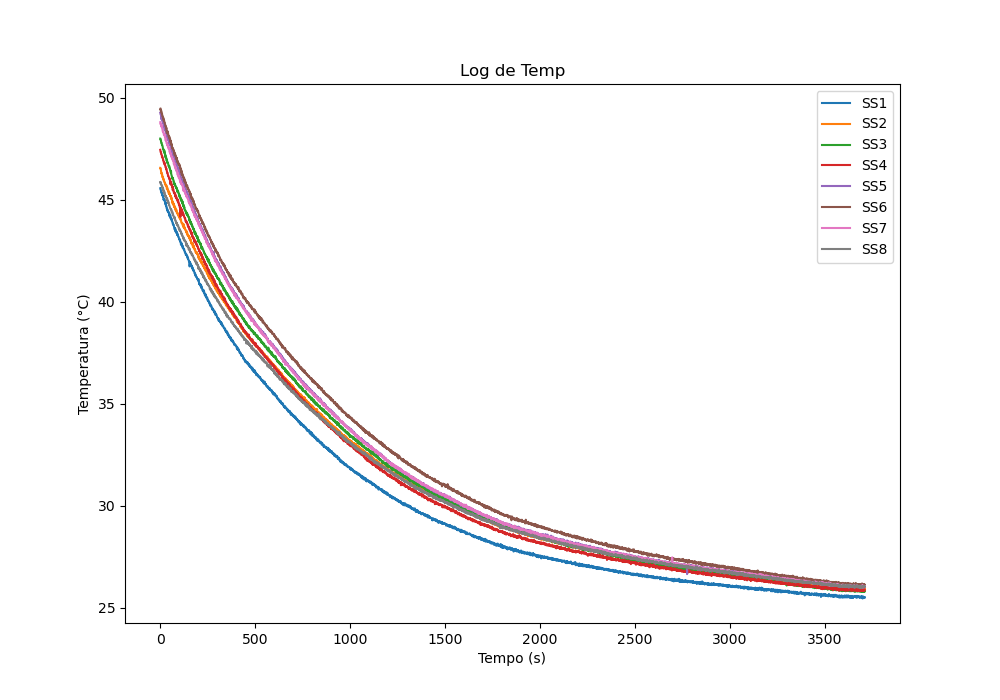 Log de Temp
Temperatura (°C)
50
45
40
35
30
25
SS1
SS2
SS3
SS4
SS5
SS6
SS7
SS8
0 500 1000 1500 2000 2500 3000 3500
Tempo (s)